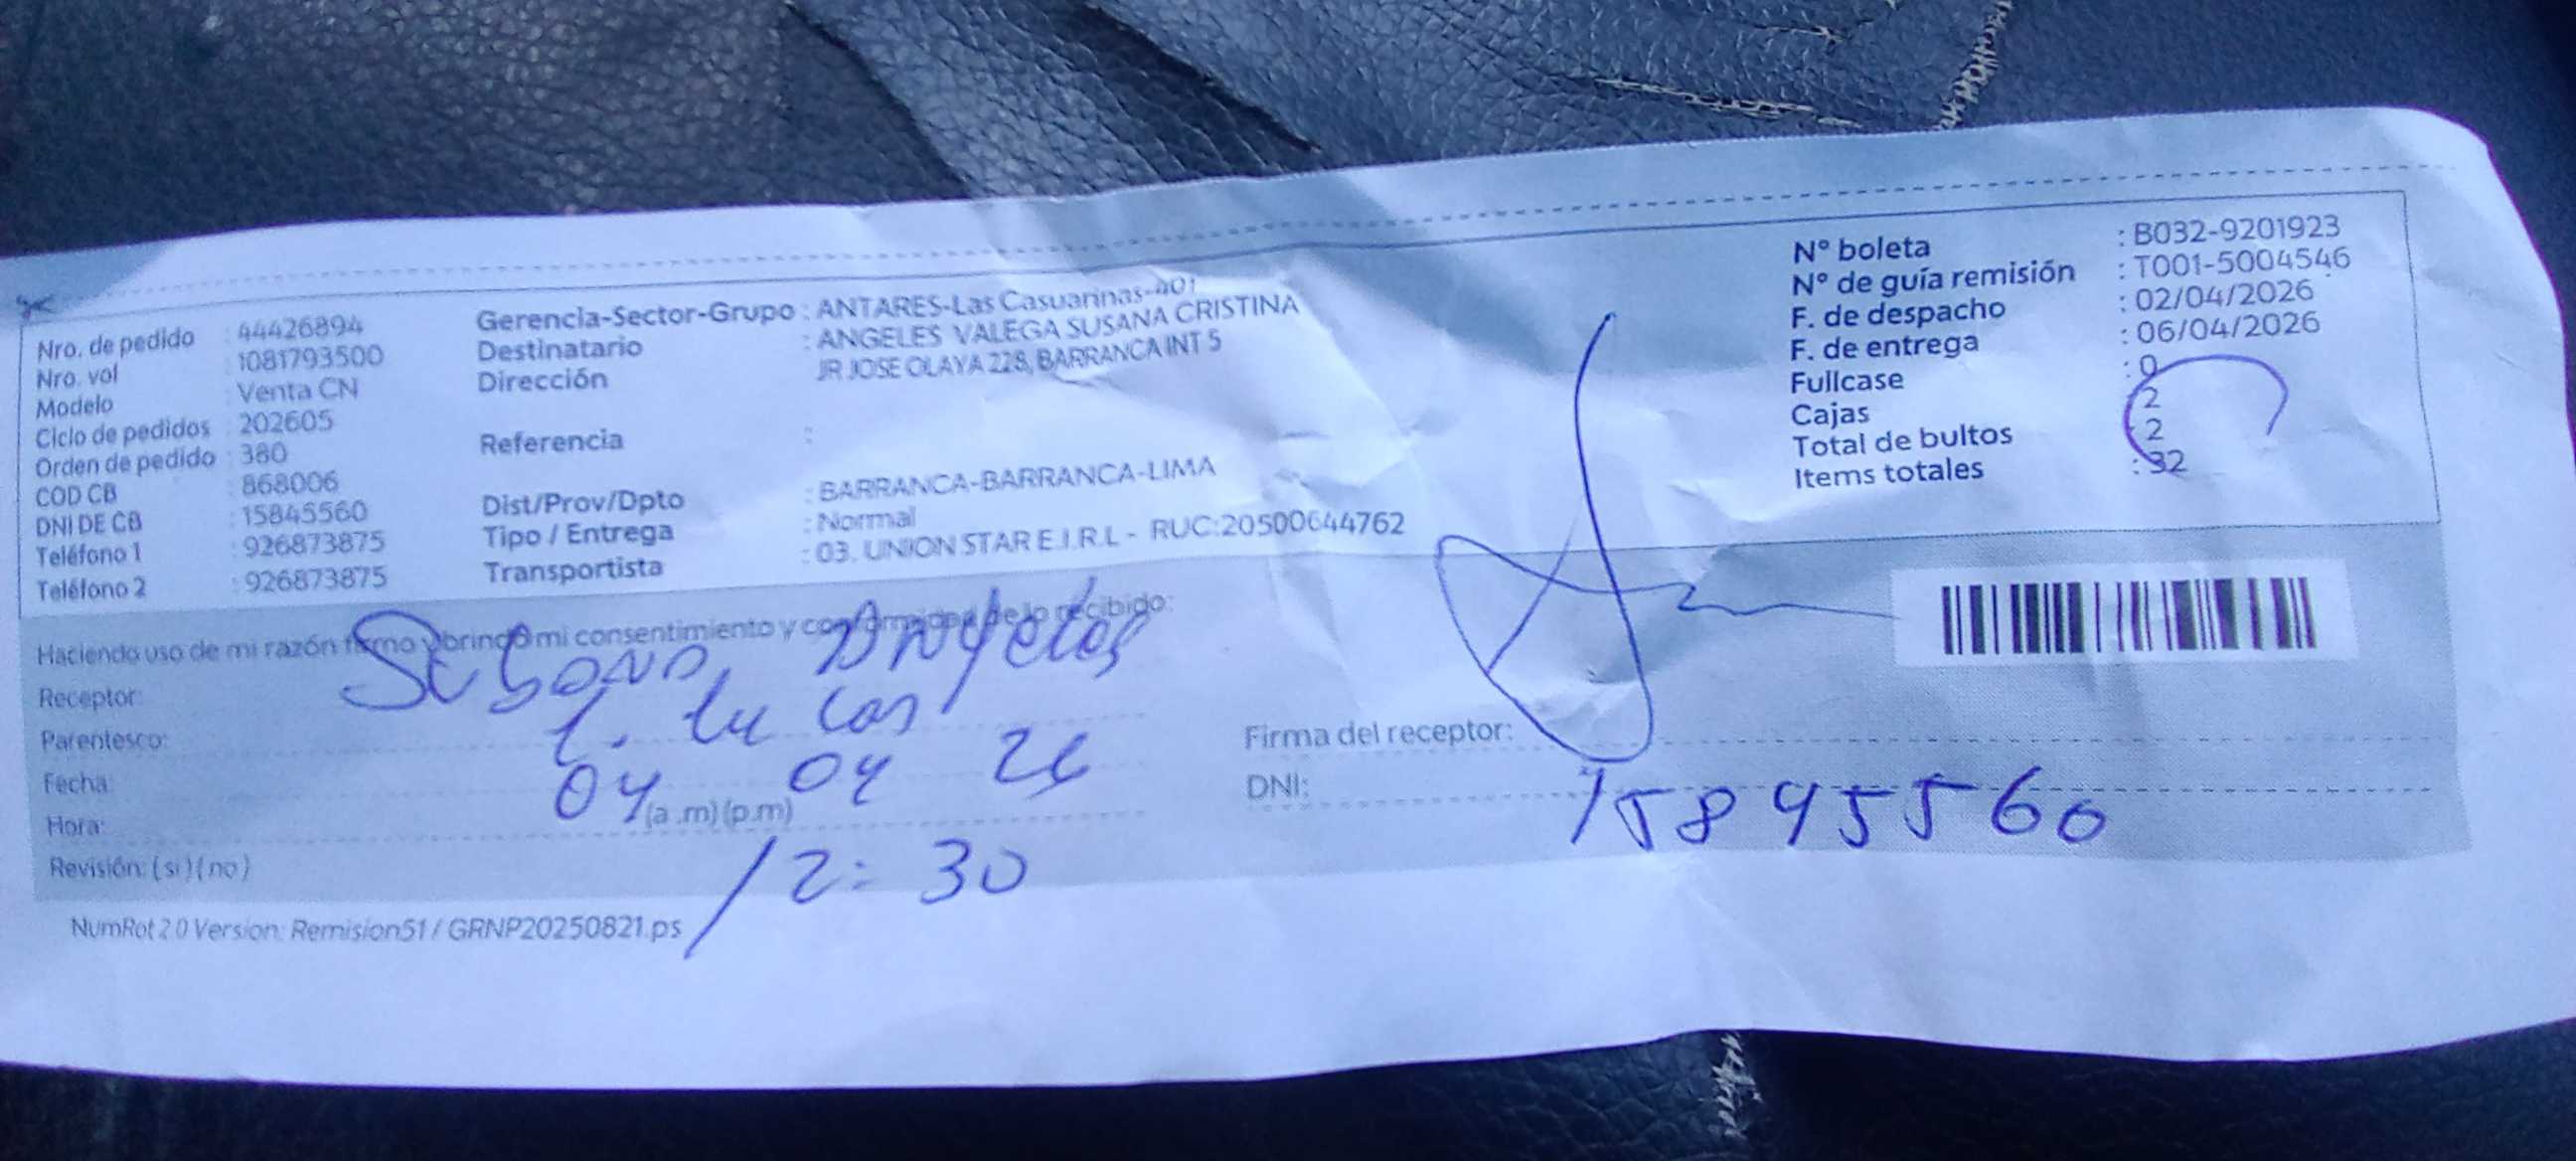 Nro. de pedido : 44426894
Nro. vol 1081793500
Modelo : Venta CN
Ciclo de pedidos : 202605
Orden de pedido : 380
COD CB : 868006
DNI DE CB : 15845560
Teléfono 1 : 926873875
Teléfono 2 : 926873875
Gerencia-Sector-Grupo : ANTARES-Las Casuarinas-401
Destinatario : ANGELES VALEGA SUSANA CRISTINA
Dirección JR JOSE OLAYA 228, BARRANCA INT 5
Referencia :
Dist/Prov/Dpto : BARRANCA-BARRANCA-LIMA
Tipo / Entrega : Normal
Transportista : 03. UNION STAR E.I.R.L - RUC:20500644762
N° boleta : B032-9201923
N° de guía remisión : T001-5004546
F. de despacho : 02/04/2026
F. de entrega : 06/04/2026
Fullcase : 0
Cajas 2
Total de bultos 2
Items totales : 32
Haciendo uso de mi razón firmo y brindo mi consentimiento y conformidad de lo recibido:
Receptor: Susana Angeles
Parentesco:
Fecha: 04 04 26
Hora: (a.m) (p.m) 12:30
Revisión: (si) (no)
Firma del receptor:
DNI: 15845560
NumRot 2.0 Version: Remision51 / GRNP20250821.ps